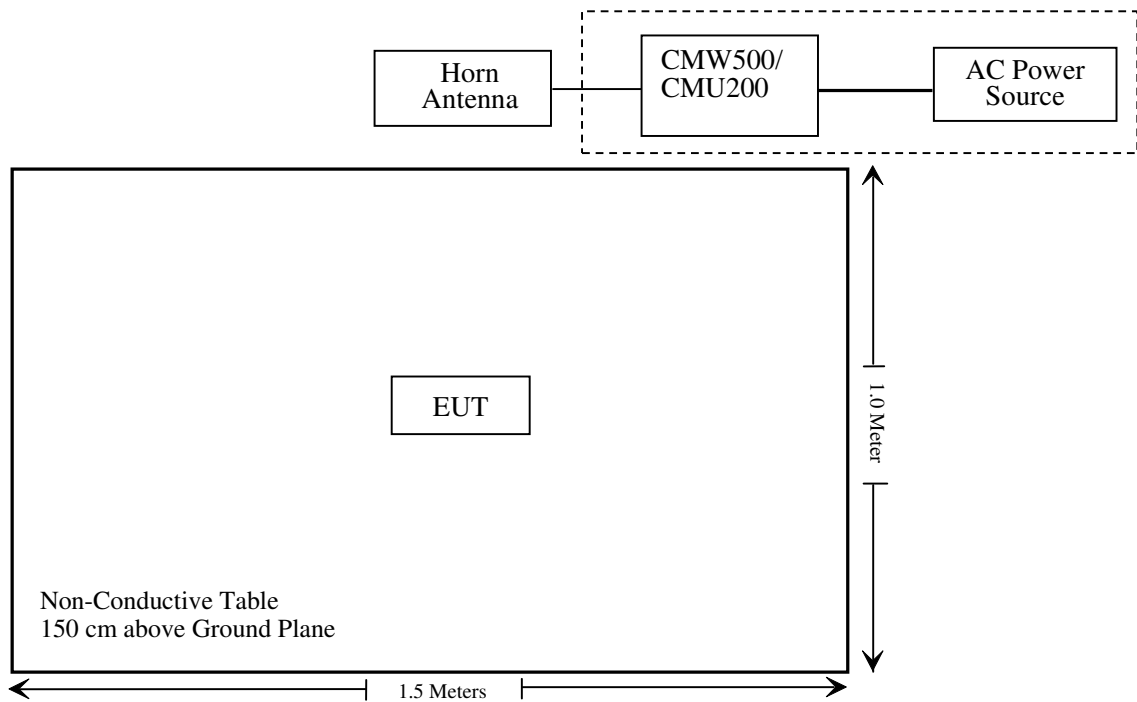 Horn
Antenna
CMW500/
CMU200
AC Power
Source
EUT
1.0 Meter
Non-Conductive Table
150 cm above Ground Plane
1.5 Meters